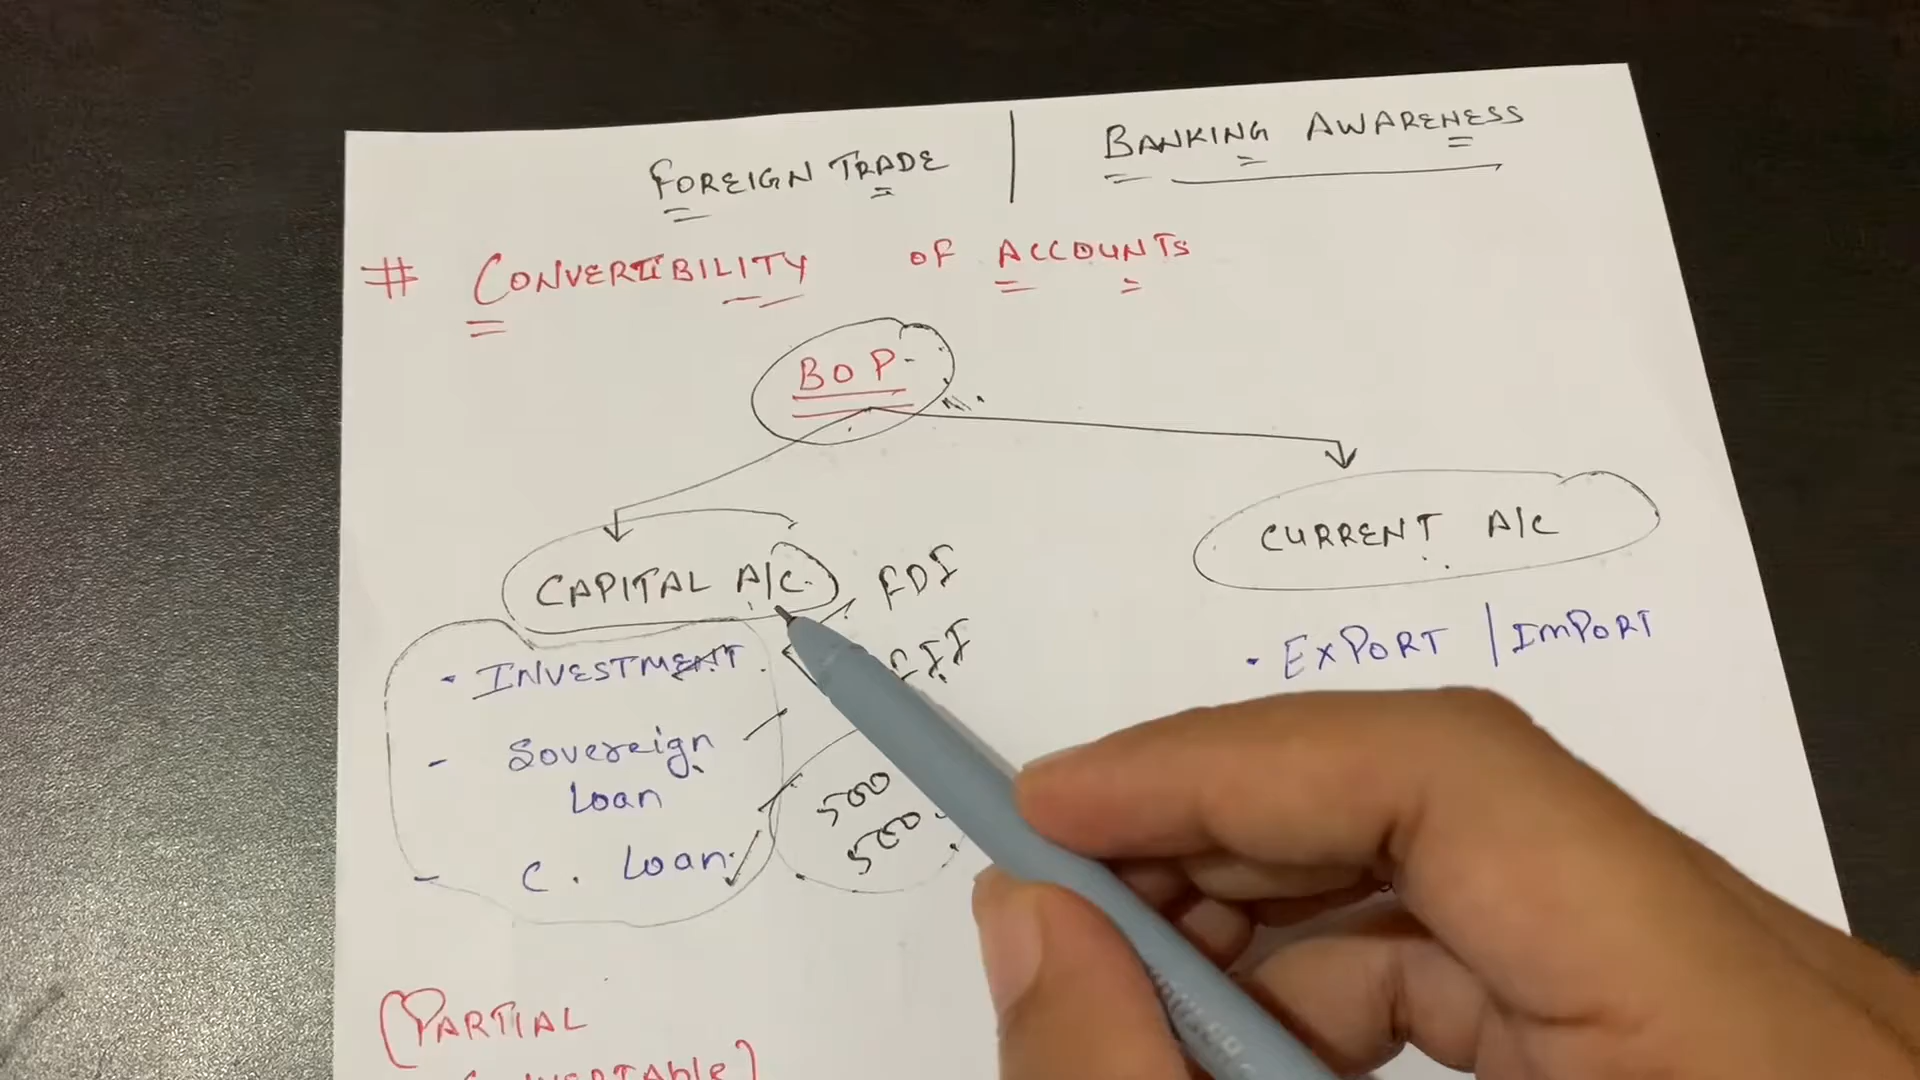 FOREIGN TRADE | BANKING AWARENESS
# CONVERTIBILITY OF ACCOUNTS
BOP
CAPITAL A/C
FDI
CURRENT A/C
- INVESTMENT
FII
• EXPORT / IMPORT
- Sovereign
Loan
500
500
- C. Loan
(PARTIAL